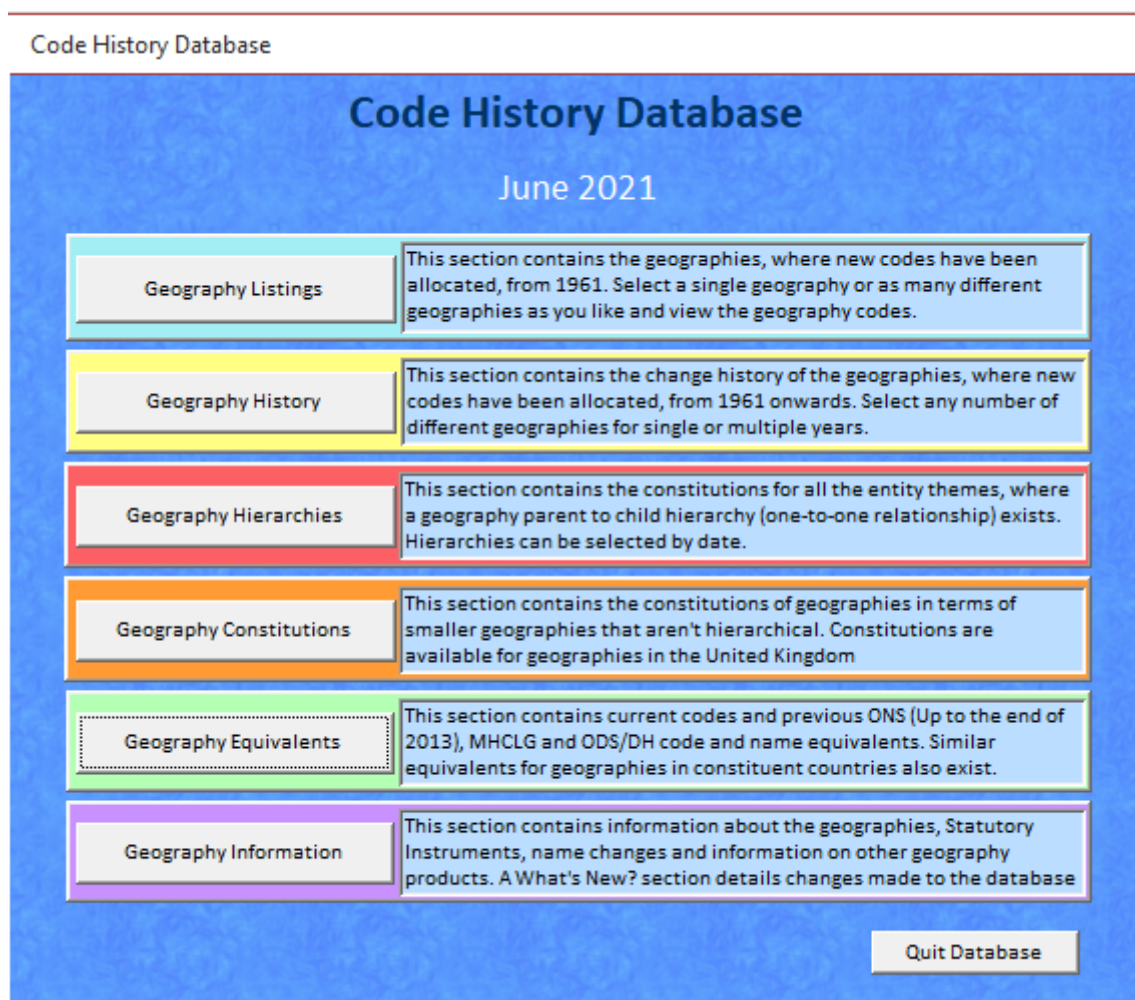 Code History Database
Code History Database
June 2021
Geography Listings
This section contains the geographies, where new codes have been
allocated, from 1961. Select a single geography or as many different
geographies as you like and view the geography codes.
Geography History
This section contains the change history of the geographies, where new
codes have been allocated, from 1961 onwards. Select any number of
different geographies for single or multiple years.
Geography Hierarchies
This section contains the constitutions for all the entity themes, where
a geography parent to child hierarchy (one-to-one relationship) exists.
Hierarchies can be selected by date.
Geography Constitutions
This section contains the constitutions of geographies in terms of
smaller geographies that aren't hierarchical. Constitutions are
available for geographies in the United Kingdom
Geography Equivalents
This section contains current codes and previous ONS (Up to the end of
2013), MHCLG and ODS/DH code and name equivalents. Similar
equivalents for geographies in constituent countries also exist.
Geography Information
This section contains information about the geographies, Statutory
Instruments, name changes and information on other geography
products. A What's New? section details changes made to the database
Quit Database